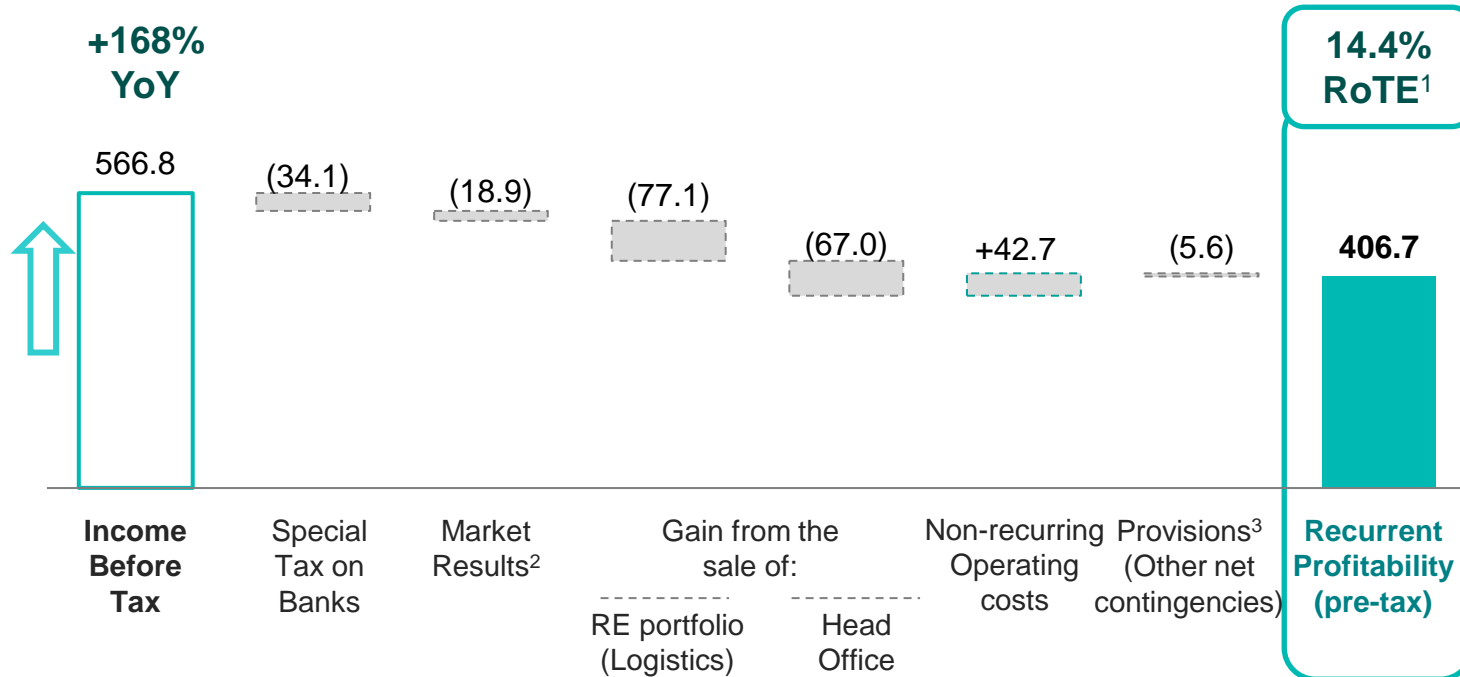 +168%
YoY
14.4%
RoTE1
566.8
(34.1)
(18.9)
(77.1)
(67.0)
+42.7
(5.6)
406.7
Income
Before
Tax
Special
Tax on
Banks
Market
Results2
Gain from the
sale of:
RE portfolio
(Logistics)
Head
Office
Non-recurring
Operating
costs
Provisions3
(Other net
contingencies)
Recurrent
Profitability
(pre-tax)